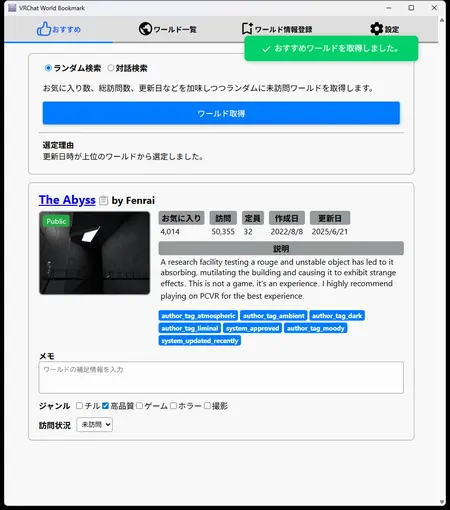 VRChat World Bookmark
おすすめ
ワールド一覧
ワールド情報登録
設定
おすすめワールドを取得しました。
ランダム検索 対話検索
お気に入り数、総訪問数、更新日などを加味しつつランダムに未訪問ワールドを取得します。
ワールド取得
選定理由
更新日時が上位のワールドから選定しました。
The Abyss by Fenrai
Public
お気に入り 訪問 定員 作成日 更新日
4,014 50,355 32 2022/8/8 2025/6/21
説明
A research facility testing a rouge and unstable object has led to it
absorbing, mutilating the building and causing it to exhibit strange
effects. This is not a game, it's an experience. I highly recommend
playing on PCVR for the best experience.
author_tag_atmospheric author_tag_ambient author_tag_dark
author_tag_liminal system_approved author_tag_moody
system_updated_recently
メモ
ワールドの補足情報を入力
ジャンル チル 高品質 ゲーム ホラー 撮影
訪問状況 未訪問